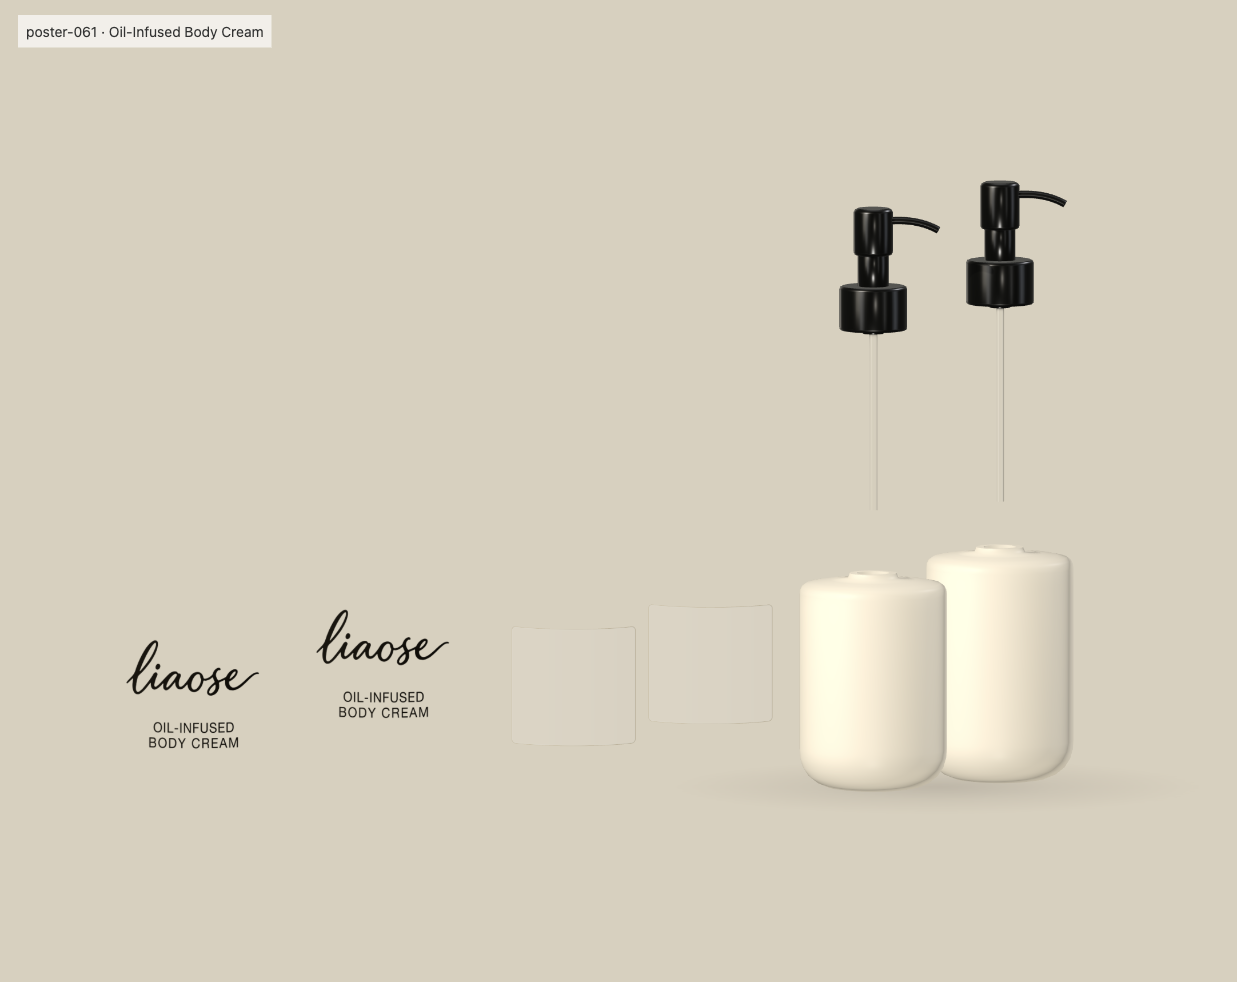 poster-061 · Oil-Infused Body Cream
liaose
OIL-INFUSED
BODY CREAM
liaose
OIL-INFUSED
BODY CREAM